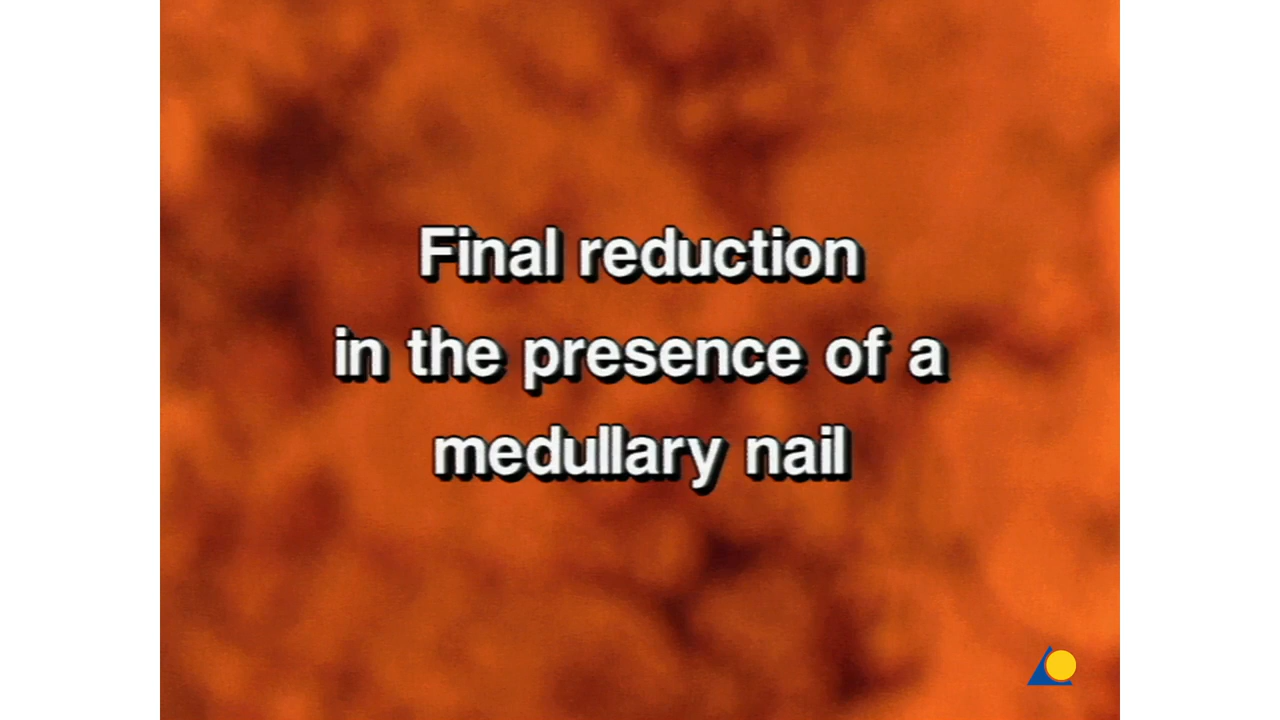 Final reduction
in the presence of a
medullary nail